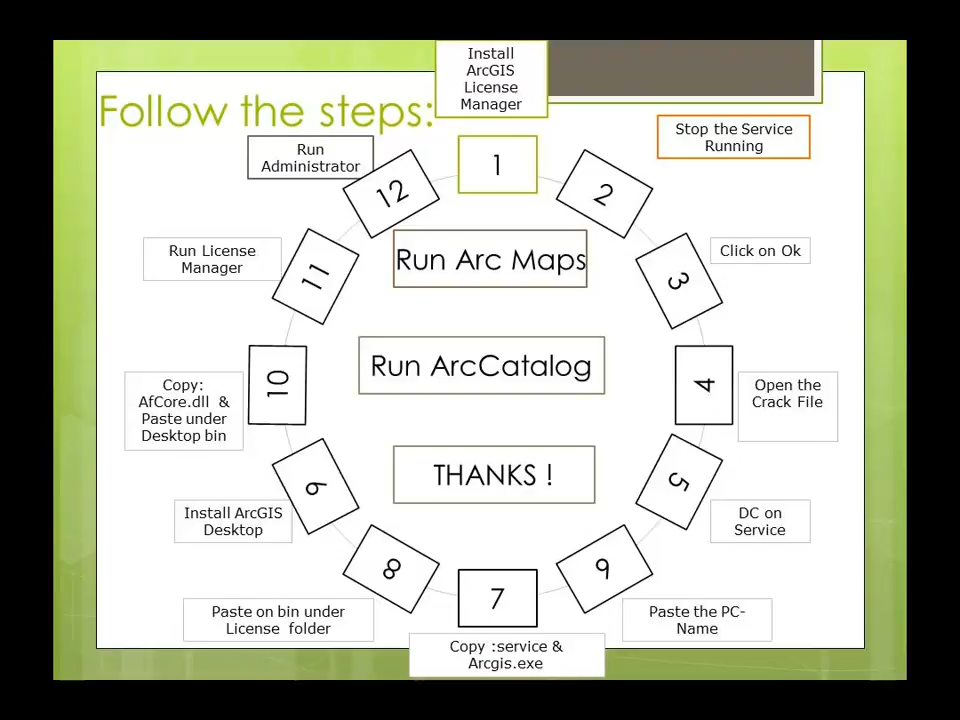 Install
ArcGIS
License
Manager
Follow the steps:
Stop the Service
Running
Run
Administrator
1
12
2
Run License
Manager
Click on Ok
11
3
Run Arc Maps
10
4
Run ArcCatalog
Copy:
AfCore.dll &
Paste under
Desktop bin
Open the
Crack File
9
5
THANKS !
Install ArcGIS
Desktop
DC on
Service
8
6
7
Paste on bin under
License folder
Paste the PC-
Name
Copy :service &
Arcgis.exe